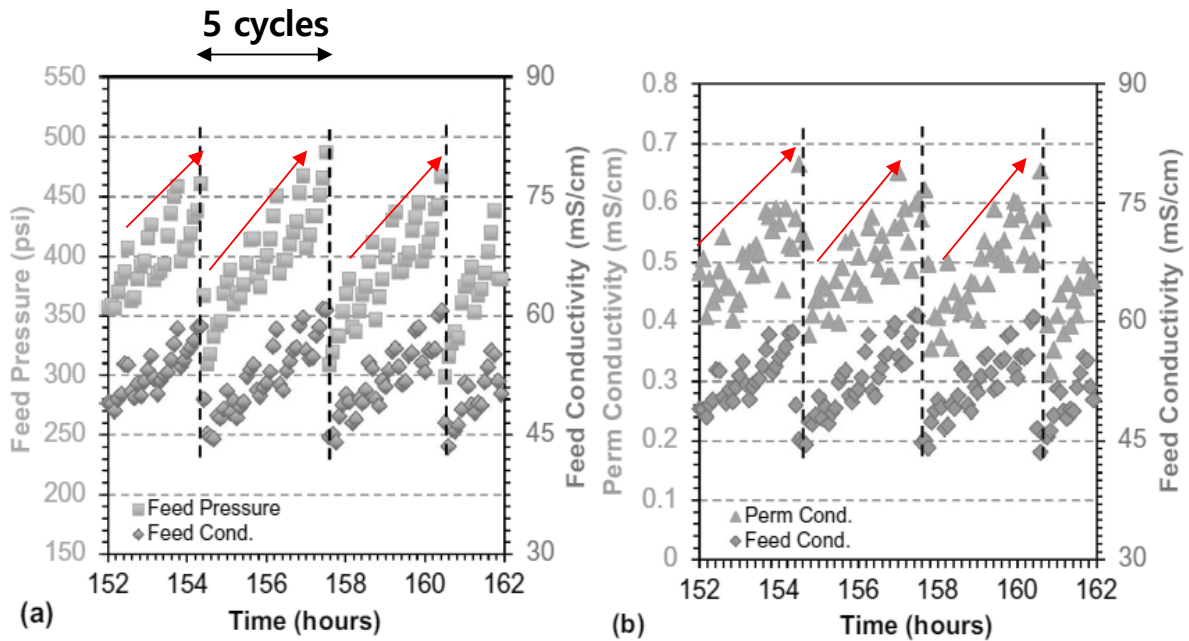 5 cycles
550
500
450
400
350
300
250
200
150
Feed Pressure (psi)
90
75
60
45
30
Feed Conductivity (mS/cm)
Feed Pressure
Feed Cond.
152 154 156 158 160 162
(a)
Time (hours)
0.8
0.7
0.6
0.5
0.4
0.3
0.2
0.1
0
Perm Conductivity (mS/cm)
90
75
60
45
30
Feed Conductivity (mS/cm)
Perm Cond.
Feed Cond.
152 154 156 158 160 162
(b)
Time (hours)